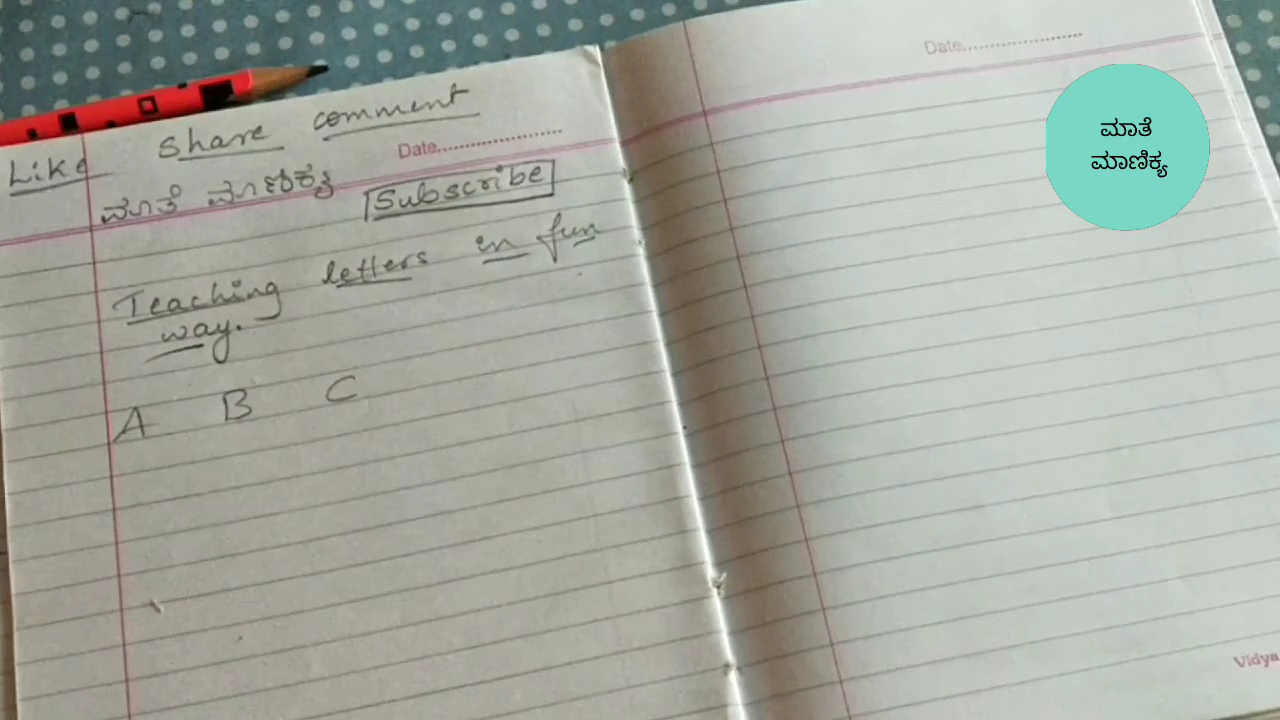 Like Share comment
Date
ಮಾತೆ ಮಾಣಿಕ್ಯ Subscribe
Teaching letters in fun
way.
A B C
Date
ಮಾತೆ
ಮಾಣಿಕ್ಯ
Vidya